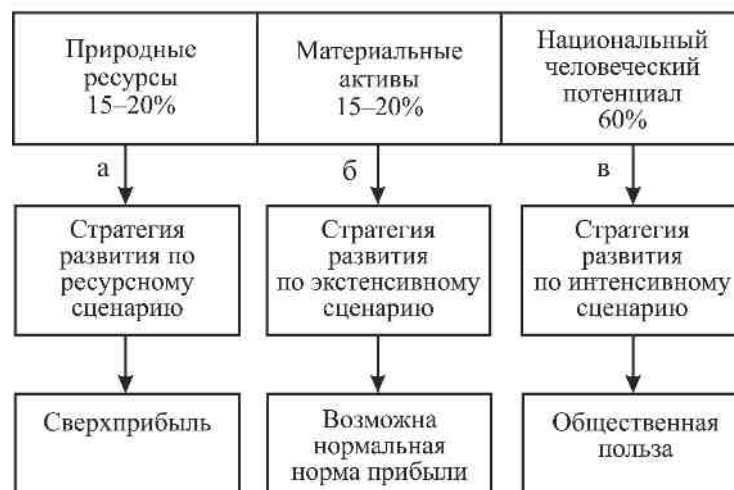 Природные
ресурсы
15–20%
Материальные
активы
15–20%
Национальный
человеческий
потенциал
60%
а
б
в
Стратегия
развития по
ресурсному
сценарию
Стратегия
развития
по экстенсивному
сценарию
Стратегия
развития
по интенсивному
сценарию
Сверхприбыль
Возможна
нормальная
норма прибыли
Общественная
польза